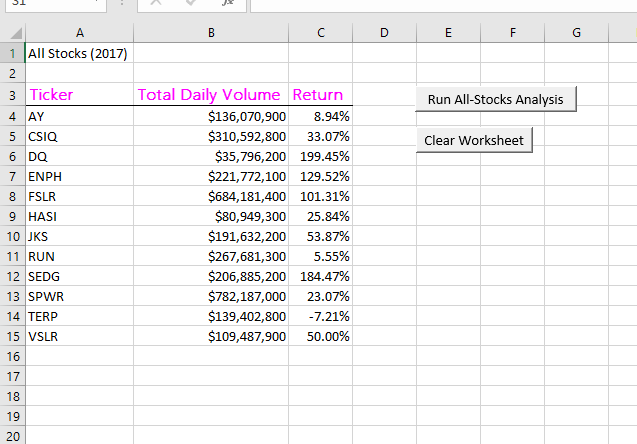 A B C D E F G
1 All Stocks (2017)
2
3 Ticker Total Daily Volume Return Run All-Stocks Analysis
4 AY $136,070,900 8.94%
5 CSIQ $310,592,800 33.07% Clear Worksheet
6 DQ $35,796,200 199.45%
7 ENPH $221,772,100 129.52%
8 FSLR $684,181,400 101.31%
9 HASI $80,949,300 25.84%
10 JKS $191,632,200 53.87%
11 RUN $267,681,300 5.55%
12 SEDG $206,885,200 184.47%
13 SPWR $782,187,000 23.07%
14 TERP $139,402,800 -7.21%
15 VSLR $109,487,900 50.00%
16
17
18
19
20